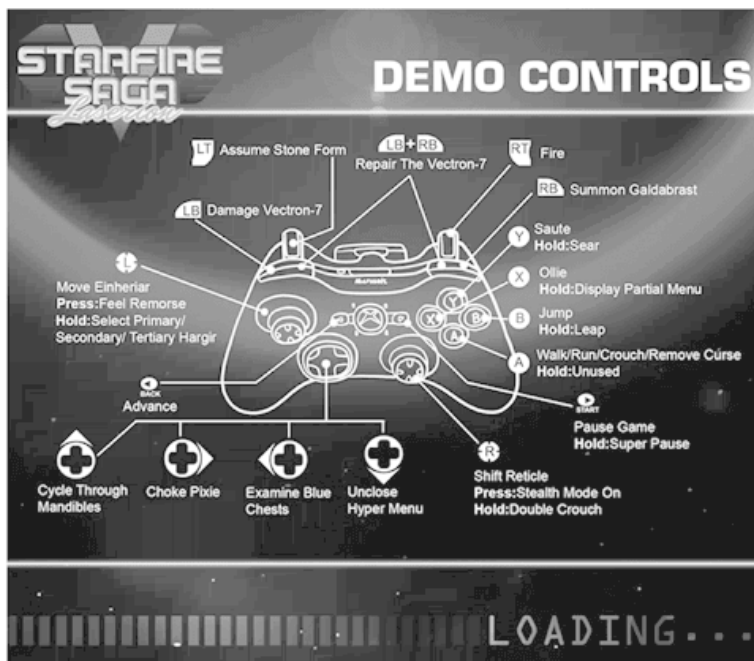 STARFIRE
SAGA
V
Laserion
DEMO CONTROLS
LT Assume Stone Form
LB + RB
Repair The Vectron-7
RT Fire
LB Damage Vectron-7
RB Summon Galdabrast
L
Move Einheriar
Press:Feel Remorse
Hold:Select Primary/
Secondary/ Tertiary Hargir
Y Saute
Hold:Sear
X Ollie
Hold:Display Partial Menu
B Jump
Hold:Leap
A Walk/Run/Crouch/Remove Curse
Hold:Unused
Y
X
B
A
BACK
Advance
START
Pause Game
Hold:Super Pause
Cycle Through
Mandibles
Choke Pixie
Examine Blue
Chests
Unclose
Hyper Menu
R
Shift Reticle
Press:Stealth Mode On
Hold:Double Crouch
LOADING...